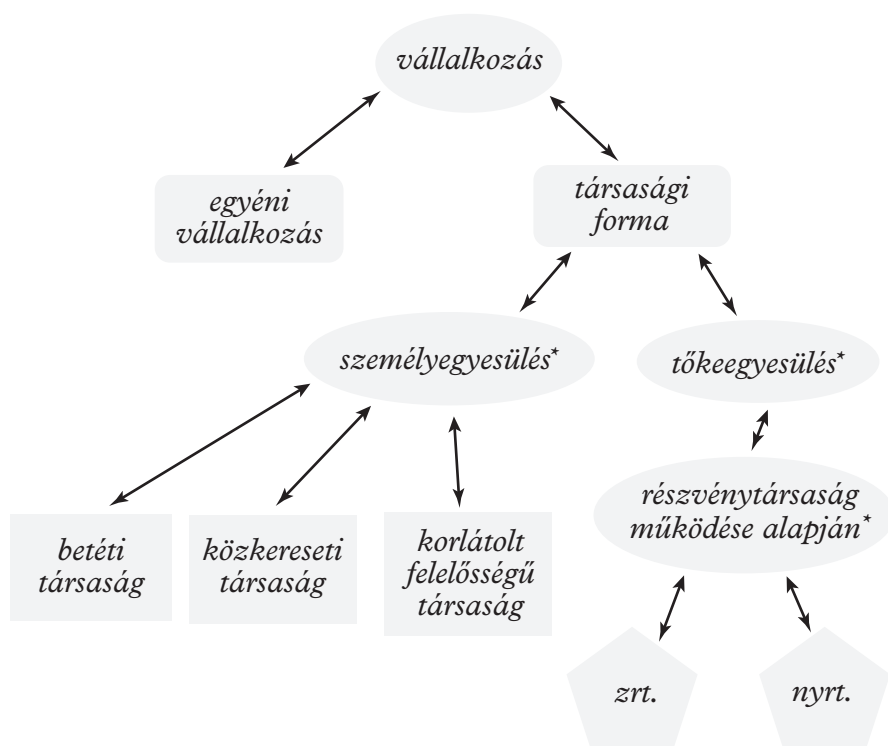 vállalkozás
egyéni
vállalkozás
társasági
forma
személyegyesülés*
tőkeegyesülés*
részvénytársaság
működése alapján*
betéti
társaság
közkereseti
társaság
korlátolt
felelősségű
társaság
zrt.
nyrt.